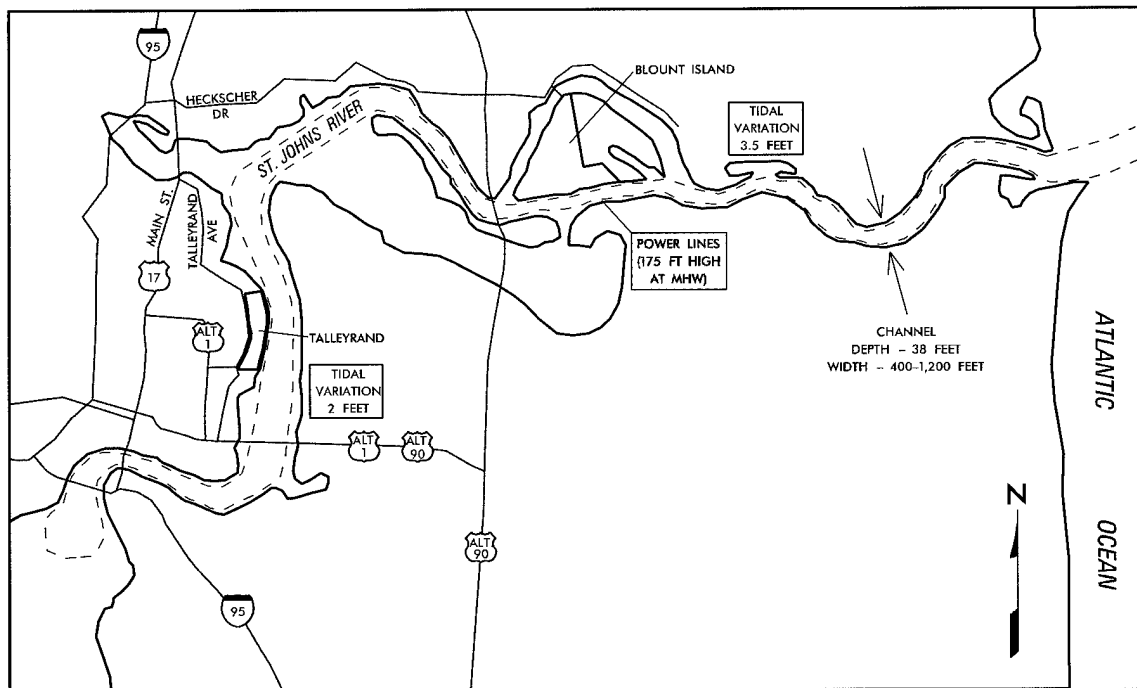 95
BLOUNT ISLAND
HECKSCHER
DR
ST. JOHNS RIVER
TIDAL
VARIATION
3.5 FEET
MAIN ST.
TALLEYRAND
AVE
17
POWER LINES
(175 FT HIGH
AT MHW)
ALT
1
TALLEYRAND
CHANNEL
DEPTH - 38 FEET
WIDTH - 400-1,200 FEET
TIDAL
VARIATION
2 FEET
ATLANTIC
OCEAN
ALT
1
ALT
90
N
ALT
90
95